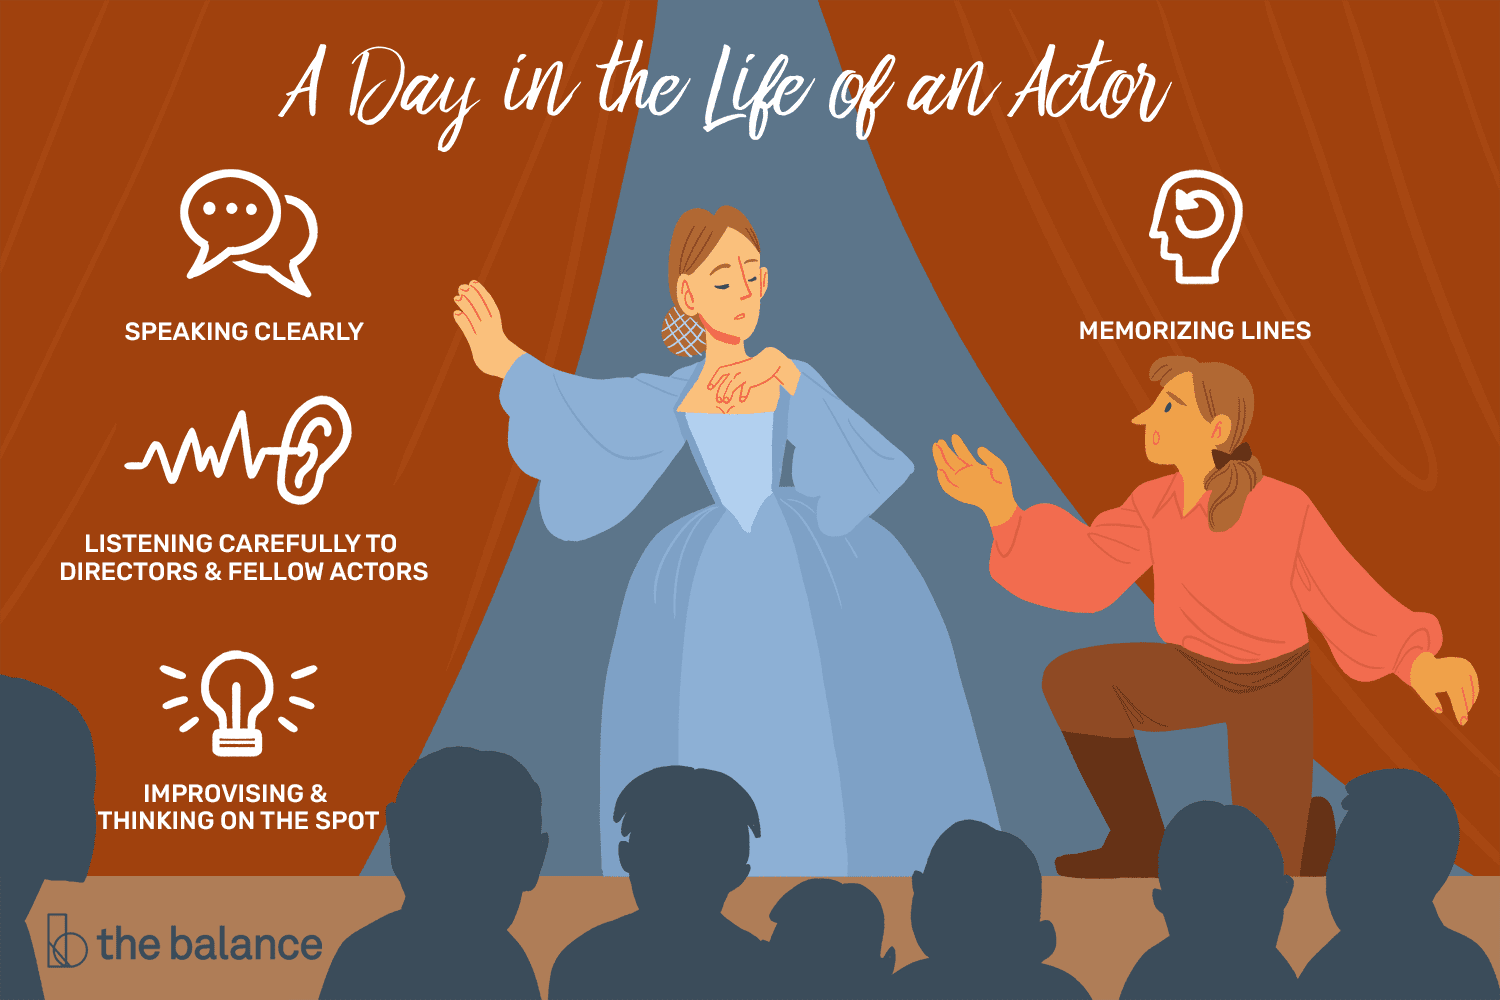 A Day in the Life of an Actor
SPEAKING CLEARLY
MEMORIZING LINES
LISTENING CAREFULLY TO
DIRECTORS & FELLOW ACTORS
IMPROVISING &
THINKING ON THE SPOT
the balance